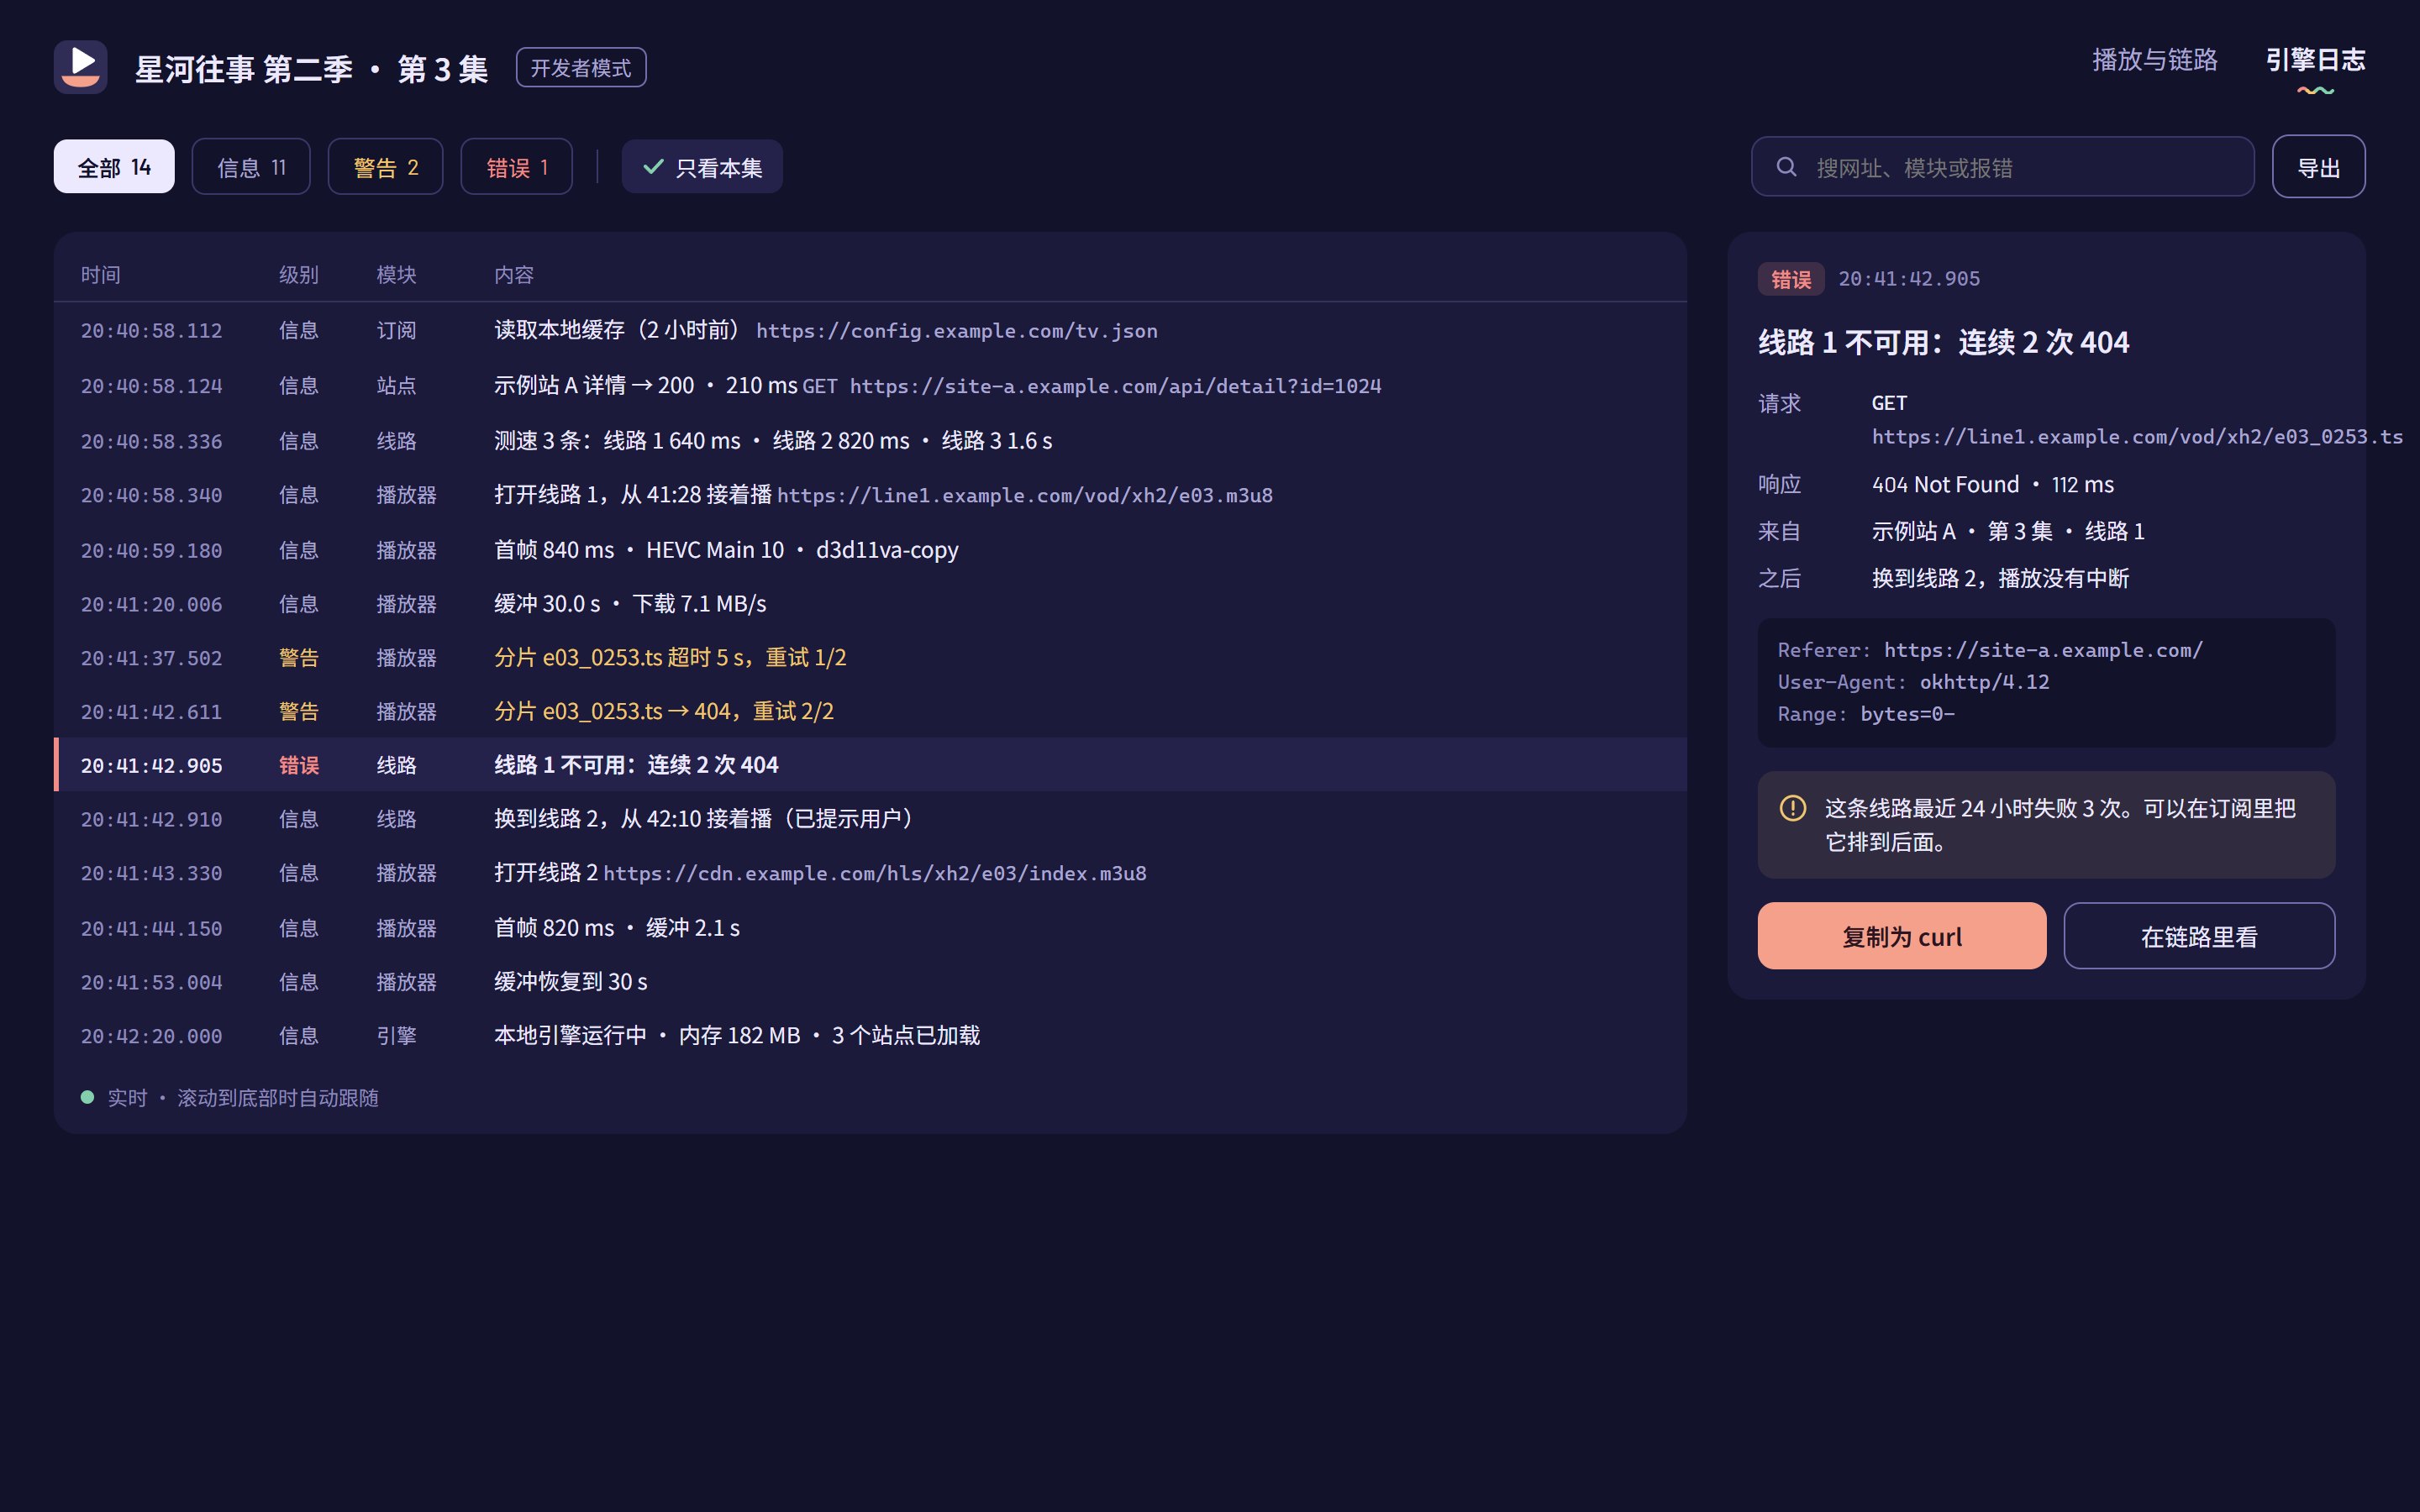 星河往事 第二季 · 第 3 集
开发者模式
播放与链路
引擎日志
全部 14
信息 11
警告 2
错误 1
只看本集
搜网址、模块或报错
导出
时间 级别 模块 内容
20:40:58.112 信息 订阅 读取本地缓存（2 小时前） https://config.example.com/tv.json
20:40:58.124 信息 站点 示例站 A 详情 → 200 · 210 ms GET https://site-a.example.com/api/detail?id=1024
20:40:58.336 信息 线路 测速 3 条：线路 1 640 ms · 线路 2 820 ms · 线路 3 1.6 s
20:40:58.340 信息 播放器 打开线路 1，从 41:28 接着播 https://line1.example.com/vod/xh2/e03.m3u8
20:40:59.180 信息 播放器 首帧 840 ms · HEVC Main 10 · d3d11va-copy
20:41:20.006 信息 播放器 缓冲 30.0 s · 下载 7.1 MB/s
20:41:37.502 警告 播放器 分片 e03_0253.ts 超时 5 s，重试 1/2
20:41:42.611 警告 播放器 分片 e03_0253.ts → 404，重试 2/2
20:41:42.905 错误 线路 线路 1 不可用：连续 2 次 404
20:41:42.910 信息 线路 换到线路 2，从 42:10 接着播（已提示用户）
20:41:43.330 信息 播放器 打开线路 2 https://cdn.example.com/hls/xh2/e03/index.m3u8
20:41:44.150 信息 播放器 首帧 820 ms · 缓冲 2.1 s
20:41:53.004 信息 播放器 缓冲恢复到 30 s
20:42:20.000 信息 引擎 本地引擎运行中 · 内存 182 MB · 3 个站点已加载
实时 · 滚动到底部时自动跟随
错误 20:41:42.905
线路 1 不可用：连续 2 次 404
请求 GET
https://line1.example.com/vod/xh2/e03_0253.ts
响应 404 Not Found · 112 ms
来自 示例站 A · 第 3 集 · 线路 1
之后 换到线路 2，播放没有中断
Referer: https://site-a.example.com/
User-Agent: okhttp/4.12
Range: bytes=0-
这条线路最近 24 小时失败 3 次。可以在订阅里把
它排到后面。
复制为 curl
在链路里看